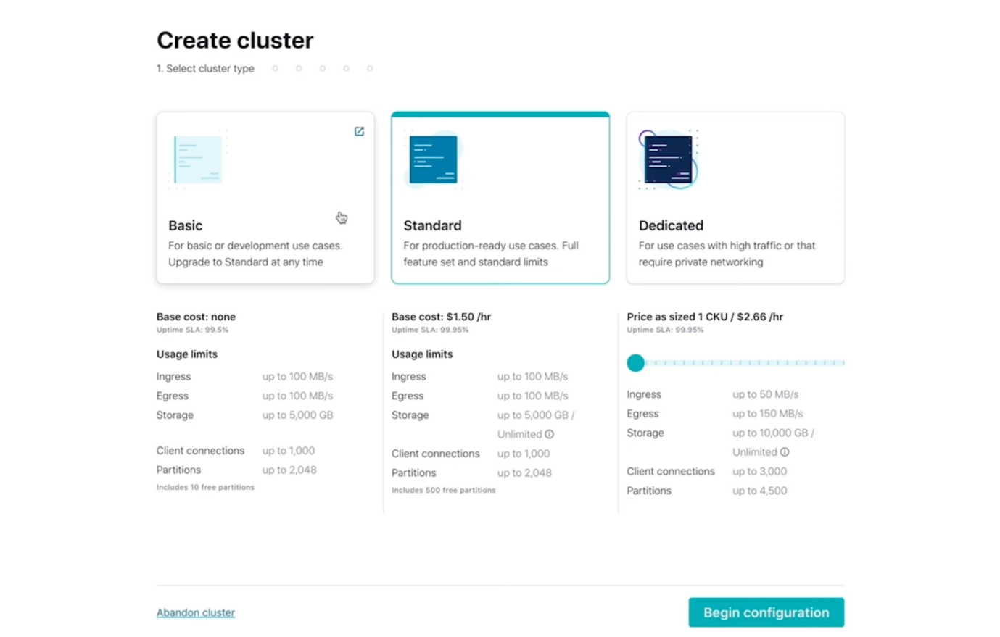 Create cluster
1. Select cluster type
Basic
For basic or development use cases.
Upgrade to Standard at any time
Standard
For production-ready use cases. Full
feature set and standard limits
Dedicated
For use cases with high traffic or that
require private networking
Base cost: none
Uptime SLA: 99.5%
Usage limits
Ingress up to 100 MB/s
Egress up to 100 MB/s
Storage up to 5,000 GB
Client connections up to 1,000
Partitions up to 2,048
Includes 10 free partitions
Base cost: $1.50 /hr
Uptime SLA: 99.95%
Usage limits
Ingress up to 100 MB/s
Egress up to 100 MB/s
Storage up to 5,000 GB /
Unlimited
Client connections up to 1,000
Partitions up to 2,048
Includes 500 free partitions
Price as sized 1 CKU / $2.66 /hr
Uptime SLA: 99.95%
Ingress up to 50 MB/s
Egress up to 150 MB/s
Storage up to 10,000 GB /
Unlimited
Client connections up to 3,000
Partitions up to 4,500
Abandon cluster
Begin configuration